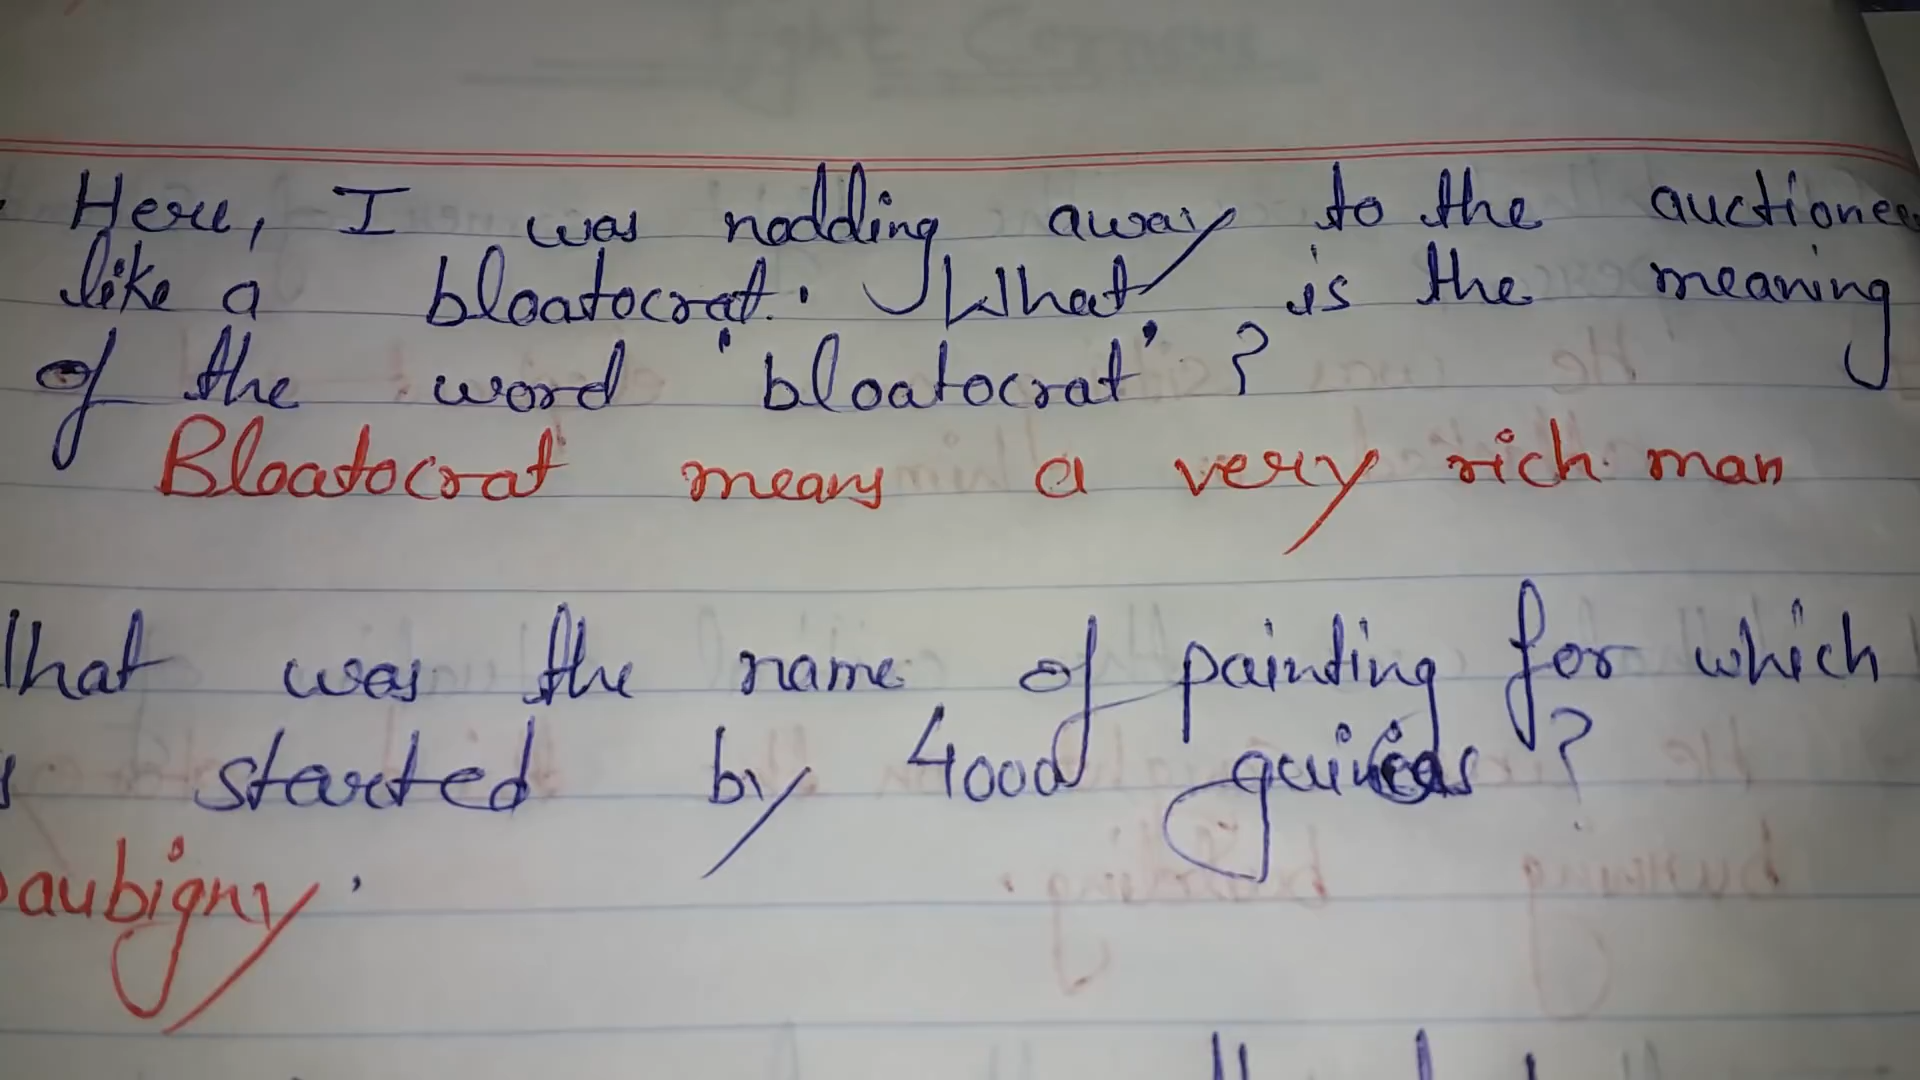 Here, I was nodding away to the auctionee
like a bloatocrat. What is the meaning
of the word 'bloatocrat' ?
Bloatocrat means a very rich man
hat was the name of painting for which
s started by 4000 guineas ?
aubigny.